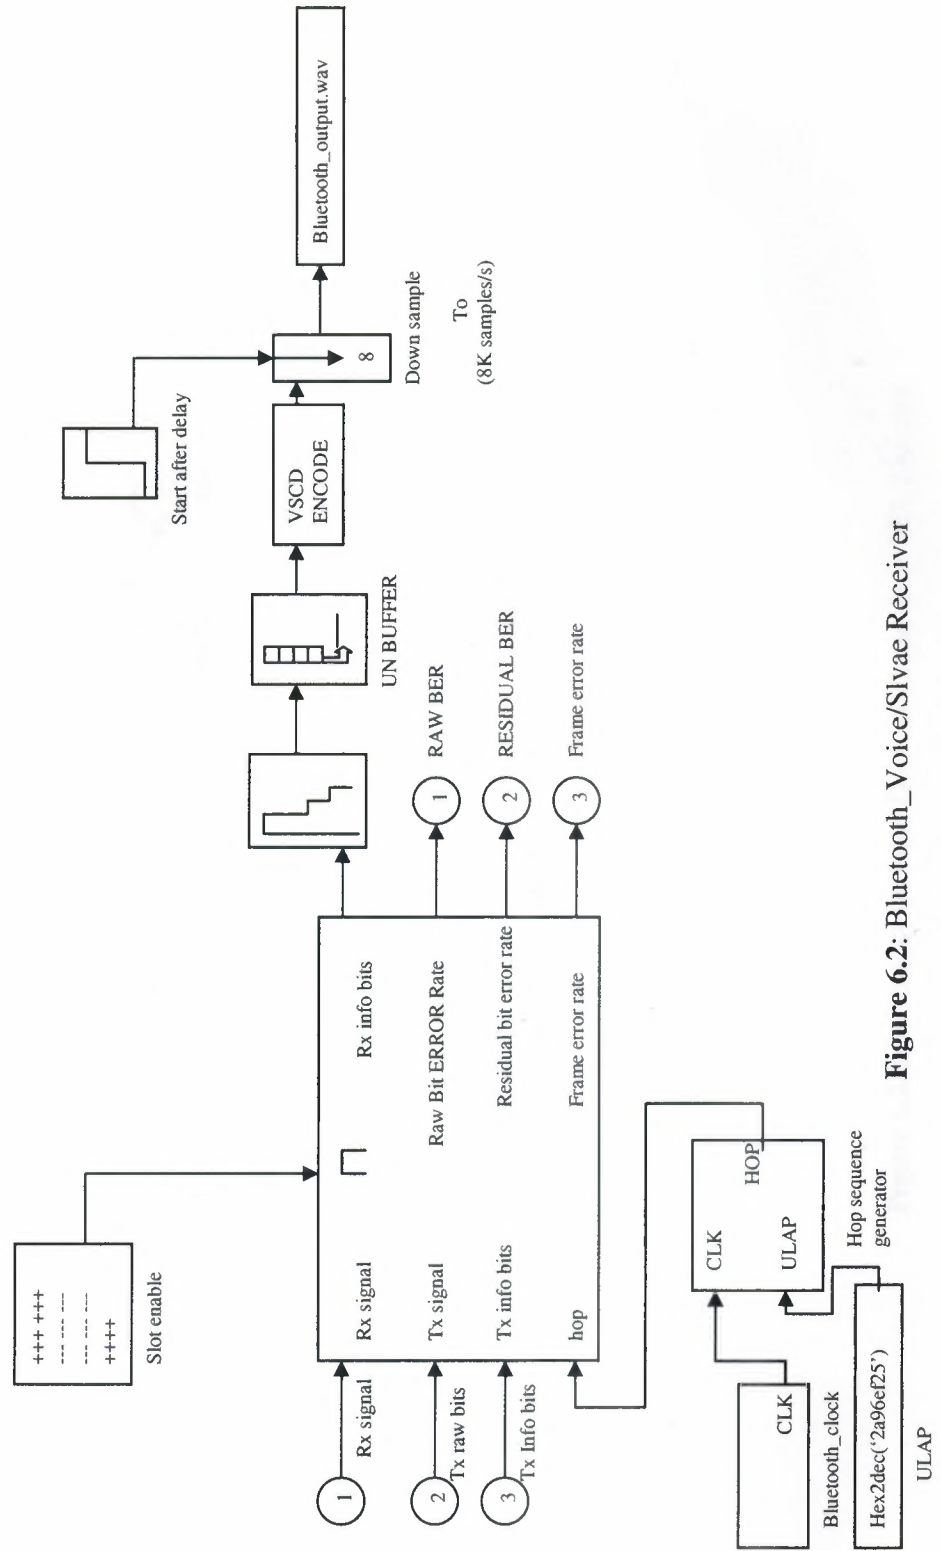 +++ +++
--- --- ---
--- --- ---
++++
Slot enable
1
Rx signal
2
Tx raw bits
3
Tx Info bits
Rx signal
Tx signal
Tx info bits
hop
Rx info bits
Raw Bit ERROR Rate
Residual bit error rate
Frame error rate
1
RAW BER
2
RESIDUAL BER
3
Frame error rate
UN BUFFER
VSCD
ENCODE
Start after delay
8
Down sample
To
(8K samples/s)
Bluetooth_output.wav
CLK
Bluetooth_clock
Hex2dec('2a96ef25')
ULAP
CLK
ULAP
HOP
Hop sequence
generator
Figure 6.2: Bluetooth_Voice/Slvae Receiver